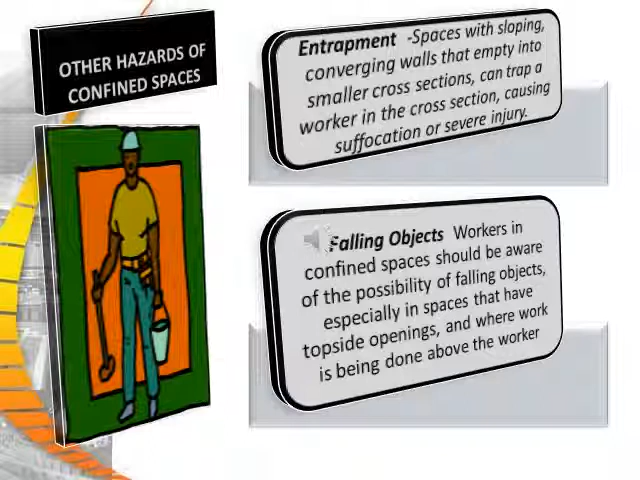 OTHER HAZARDS OF
CONFINED SPACES
Entrapment -Spaces with sloping,
converging walls that empty into
smaller cross sections, can trap a
worker in the cross section, causing
suffocation or severe injury.
Falling Objects Workers in
confined spaces should be aware
of the possibility of falling objects,
especially in spaces that have
topside openings, and where work
is being done above the worker